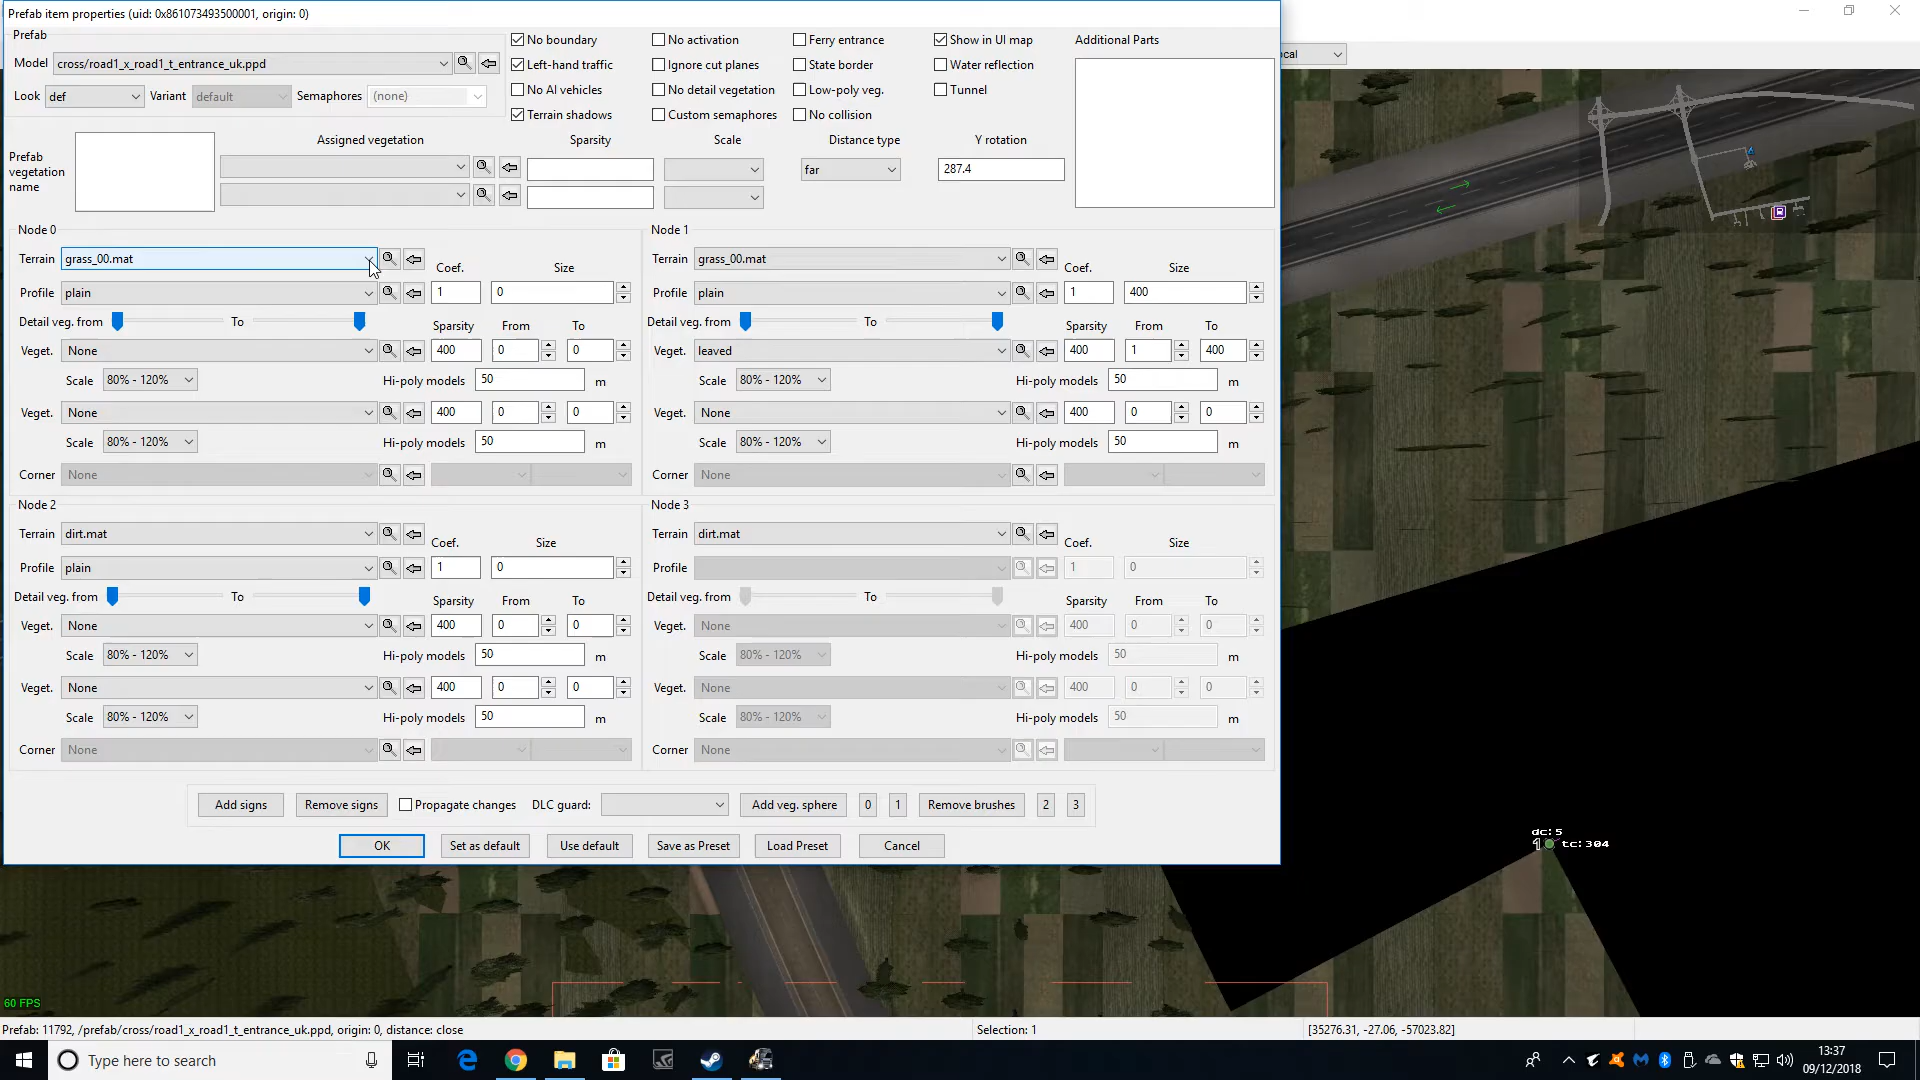 Prefab item properties (uid: 0x861073493500001, origin: 0)
Prefab
Model cross/road1_x_road1_t_entrance_uk.ppd
Look def Variant default Semaphores (none)
No boundary No activation Ferry entrance Show in UI map Additional Parts
Left-hand traffic Ignore cut planes State border Water reflection
No AI vehicles No detail vegetation Low-poly veg. Tunnel
Terrain shadows Custom semaphores No collision
Assigned vegetation Sparsity Scale Distance type Y rotation
Prefab vegetation name far 287.4
Node 0
Terrain grass_00.mat
Coef. Size
Profile plain 1 0
Detail veg. from To Sparsity From To
Veget. None 400 0 0
Scale 80% - 120% Hi-poly models 50 m
Veget. None 400 0 0
Scale 80% - 120% Hi-poly models 50 m
Corner None
Node 1
Terrain grass_00.mat
Coef. Size
Profile plain 1 400
Detail veg. from To Sparsity From To
Veget. leaved 400 1 400
Scale 80% - 120% Hi-poly models 50 m
Veget. None 400 0 0
Scale 80% - 120% Hi-poly models 50 m
Corner None
Node 2
Terrain dirt.mat
Coef. Size
Profile plain 1 0
Detail veg. from To Sparsity From To
Veget. None 400 0 0
Scale 80% - 120% Hi-poly models 50 m
Veget. None 400 0 0
Scale 80% - 120% Hi-poly models 50 m
Corner None
Node 3
Terrain dirt.mat
Coef. Size
Profile 1 0
Detail veg. from To Sparsity From To
Veget. None 400 0 0
Scale 80% - 120% Hi-poly models 50 m
Veget. None 400 0 0
Scale 80% - 120% Hi-poly models 50 m
Corner None
Add signs Remove signs Propagate changes DLC guard: Add veg. sphere 0 1 Remove brushes 2 3
OK Set as default Use default Save as Preset Load Preset Cancel
cal
dc: 5
1 tc: 304
60 FPS
Prefab: 11792, /prefab/cross/road1_x_road1_t_entrance_uk.ppd, origin: 0, distance: close Selection: 1 [35276.31, -27.06, -57023.82]
Type here to search
13:37
09/12/2018